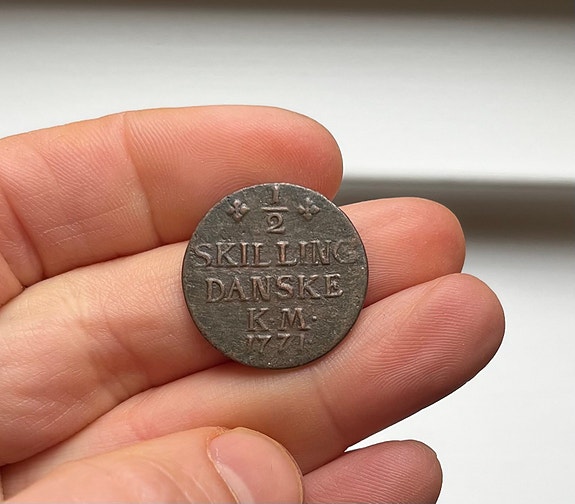 1/2
SKILLING
DANSKE
K·M·
1771·